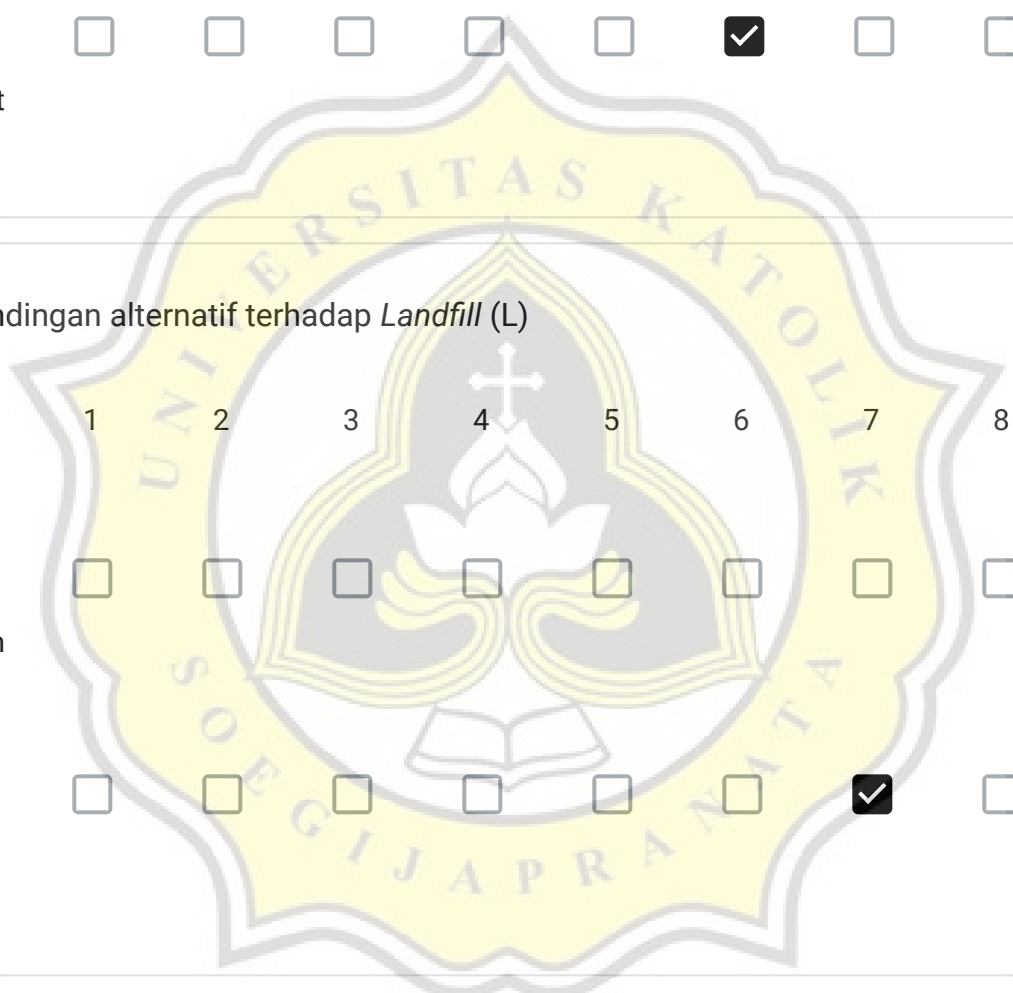 t
ndingan alternatif terhadap Landfill (L)
1 2 3 4 5 6 7 8
n
UNIVERSITAS KATOLIK
SOEGIJAPRANATA